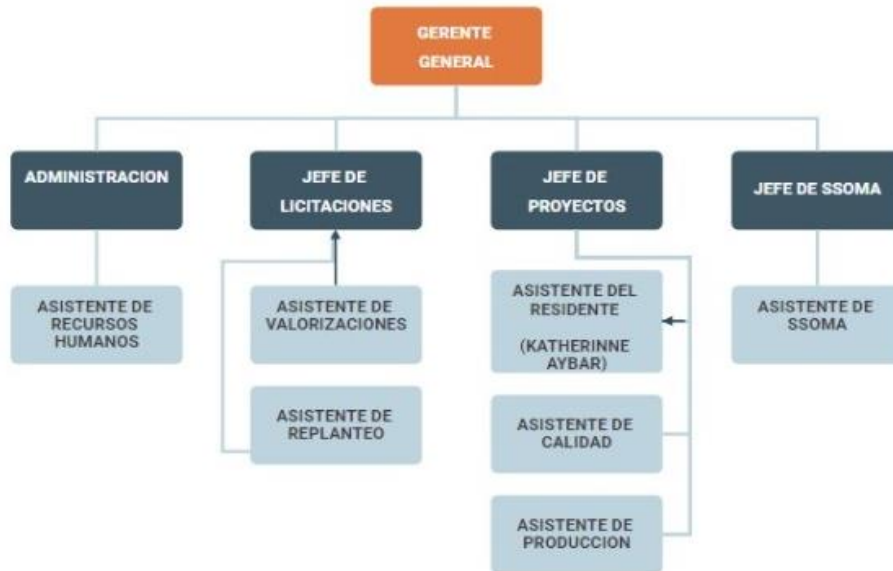 GERENTE
GENERAL
ADMINISTRACION
JEFE DE
LICITACIONES
JEFE DE
PROYECTOS
JEFE DE SSOMA
ASISTENTE DE
RECURSOS
HUMANOS
ASISTENTE DE
VALORIZACIONES
ASISTENTE DEL
RESIDENTE
(KATHERINNE
AYBAR)
ASISTENTE DE
SSOMA
ASISTENTE DE
REPLANTEO
ASISTENTE DE
CALIDAD
ASISTENTE DE
PRODUCCION